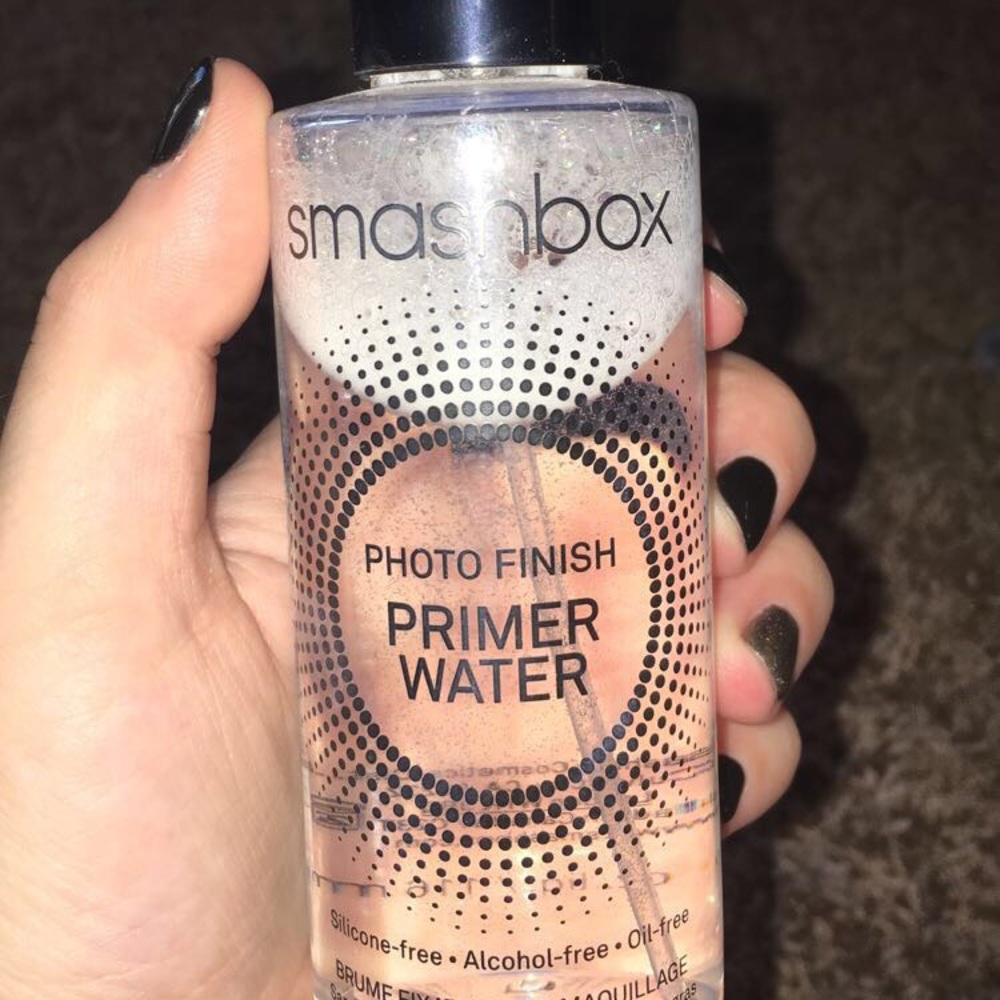 smashbox
PHOTO FINISH
PRIMER
WATER
Silicone-free • Alcohol-free • Oil-free
BRUME MAQUILLAGE